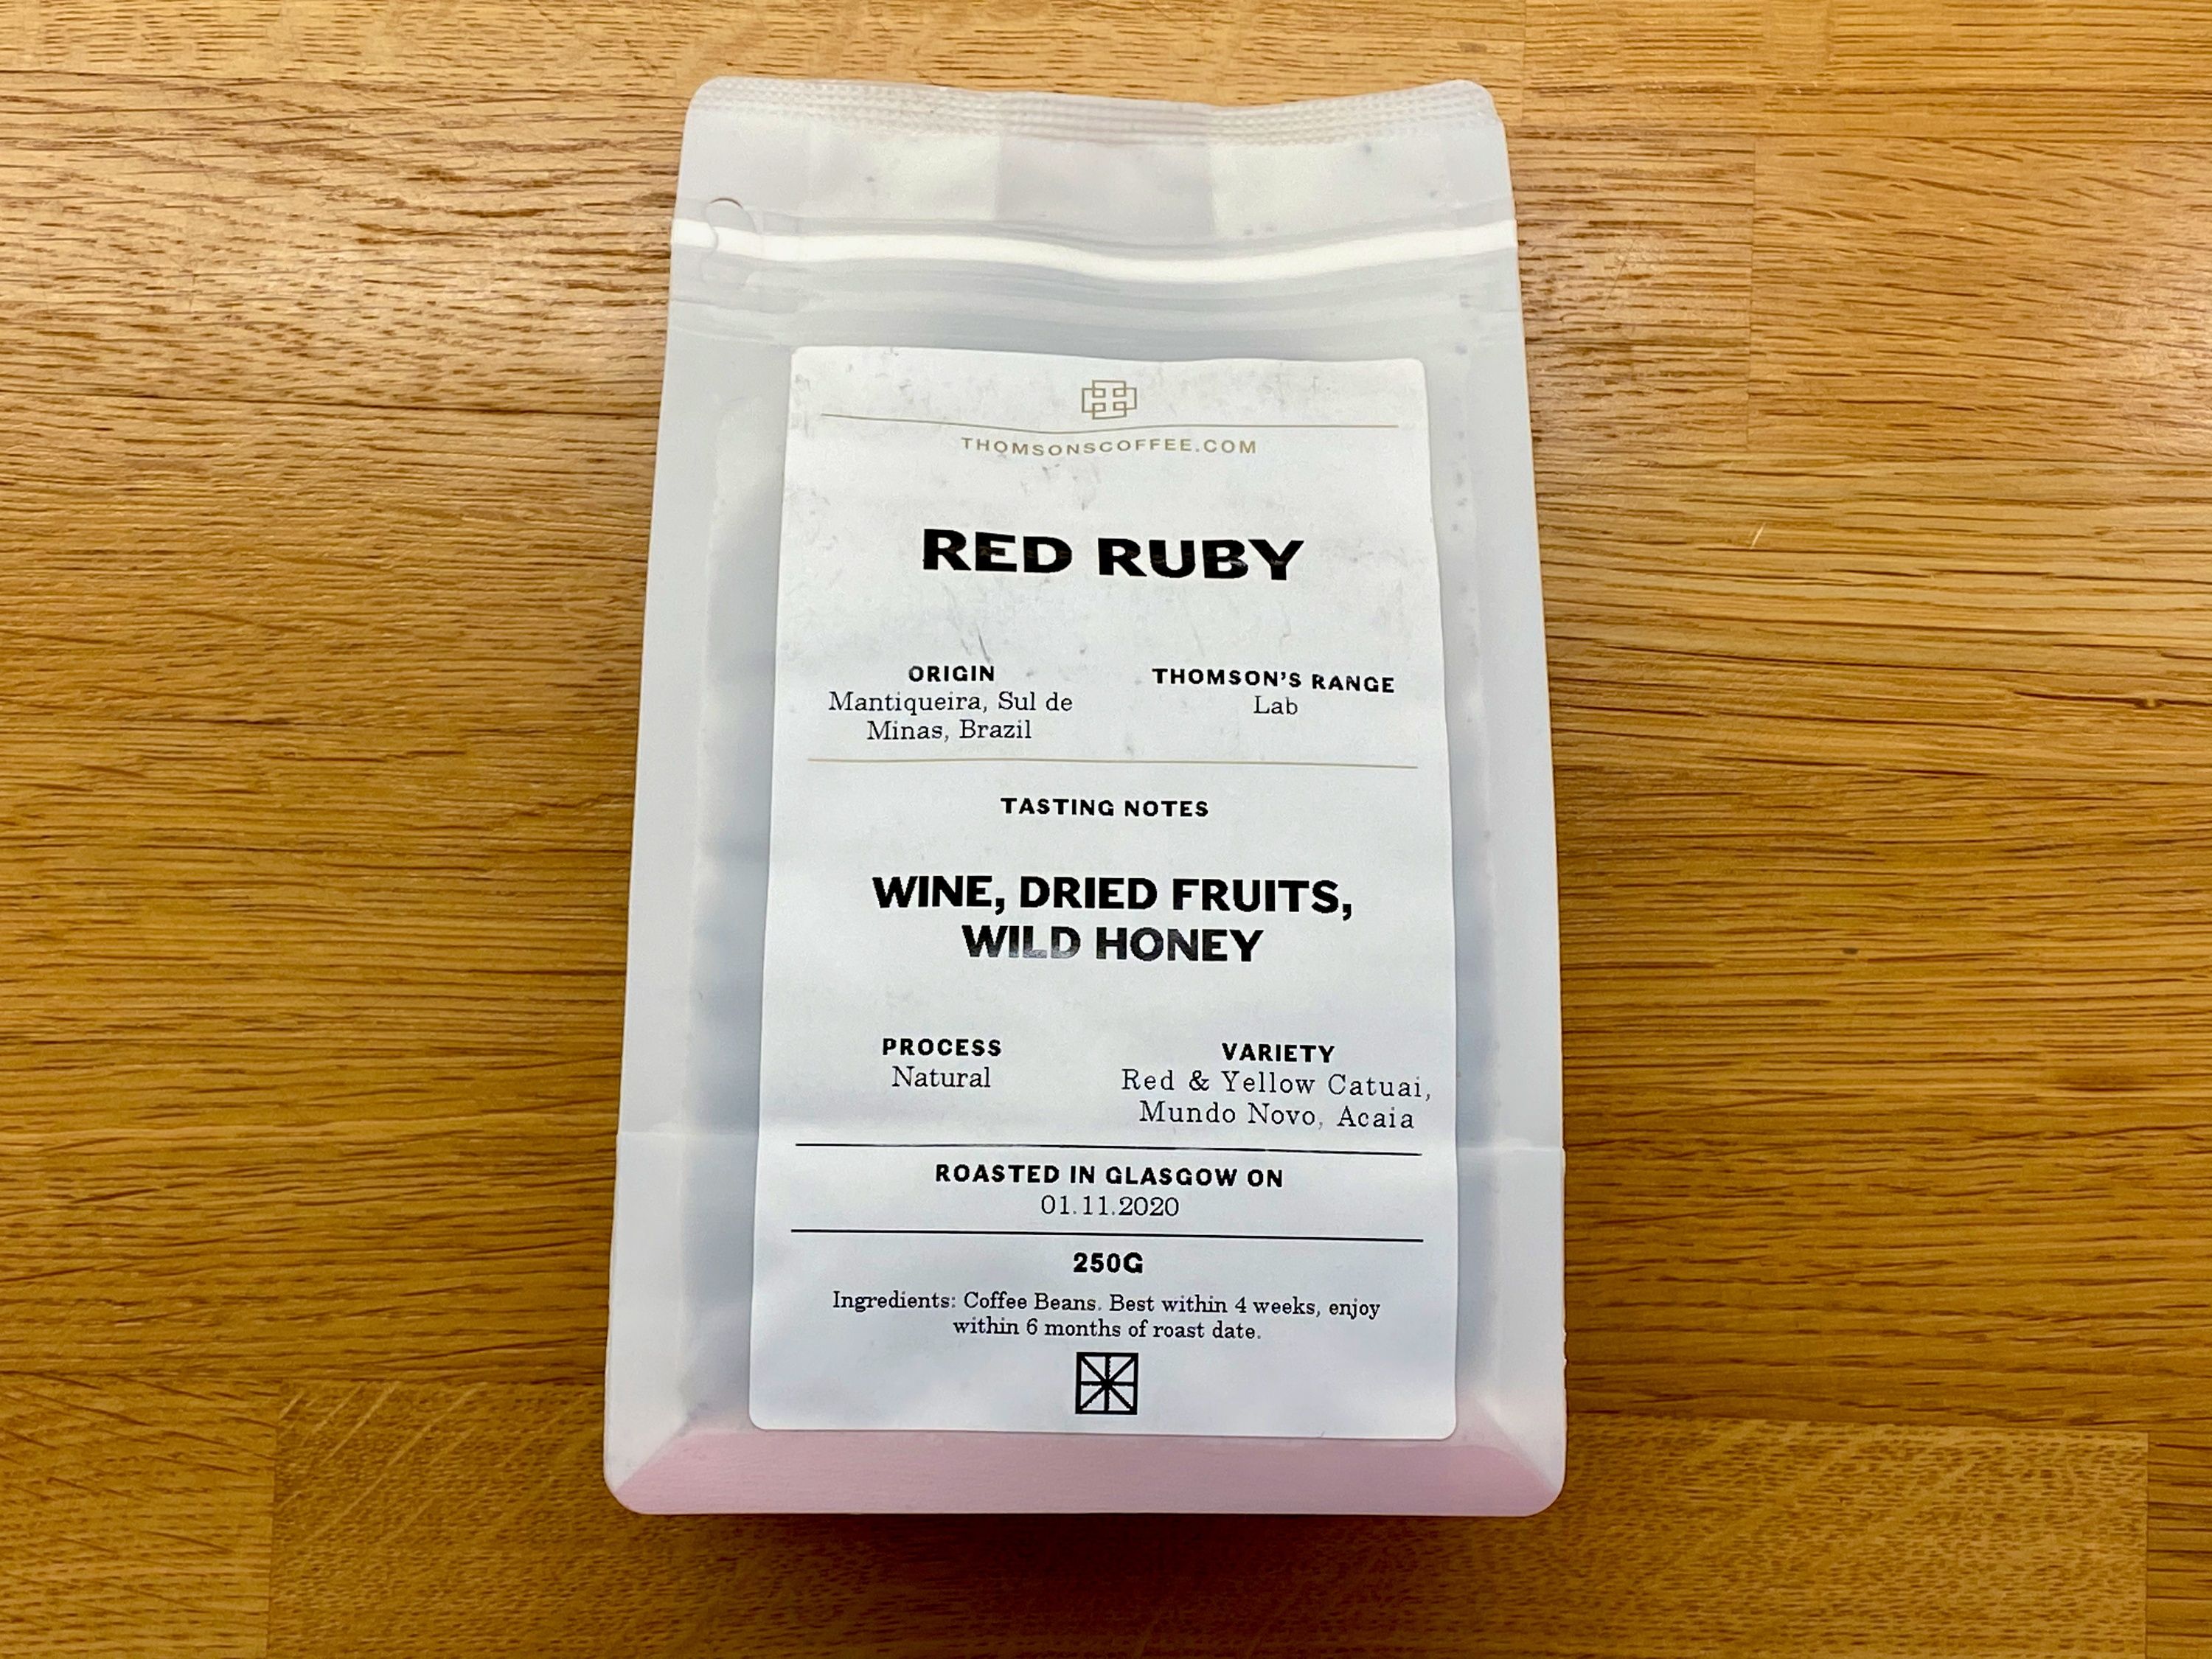 THOMSONSCOFFEE.COM
RED RUBY
ORIGIN
Mantiqueira, Sul de
Minas, Brazil
THOMSON'S RANGE
Lab
TASTING NOTES
WINE, DRIED FRUITS,
WILD HONEY
PROCESS
Natural
VARIETY
Red & Yellow Catuai,
Mundo Novo, Acaia
ROASTED IN GLASGOW ON
01.11.2020
250G
Ingredients: Coffee Beans. Best within 4 weeks, enjoy
within 6 months of roast date.